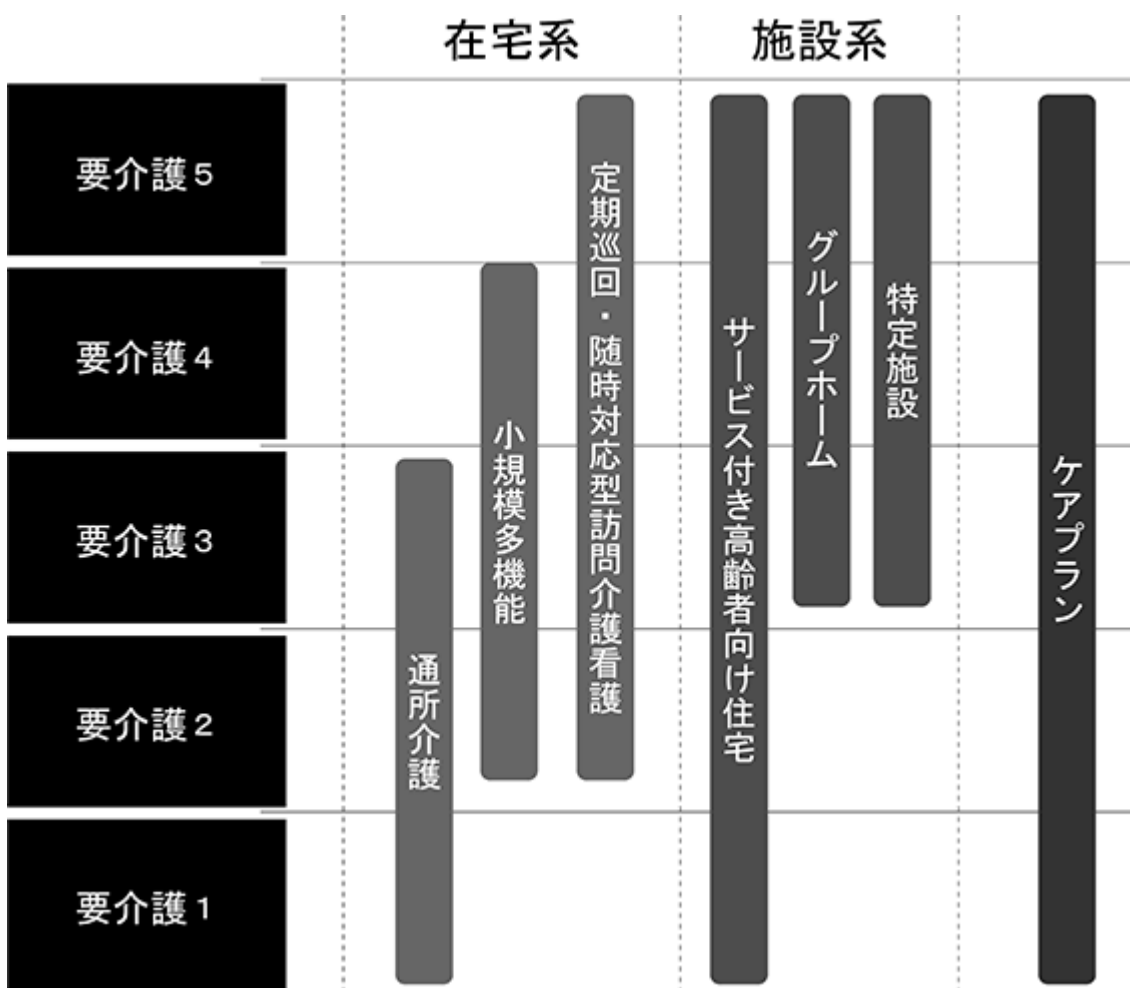 在宅系
施設系
要介護5
要介護4
要介護3
要介護2
要介護1
通所介護
小規模多機能
定期巡回・随時対応型訪問介護看護
サービス付き高齢者向け住宅
グループホーム
特定施設
ケアプラン